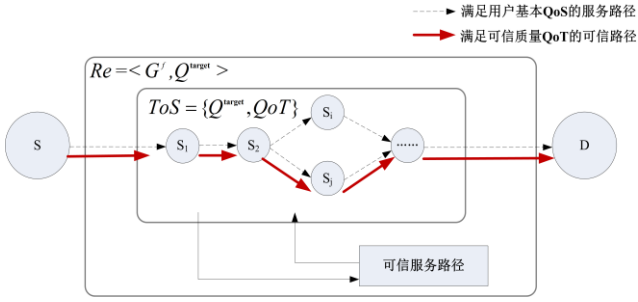 满足用户基本QoS的服务路径
满足可信质量QoT的可信路径
Re=<G^f,Q^target>
ToS={Q^target,QoT}
S
S1
S2
Si
Sj
……
D
可信服务路径